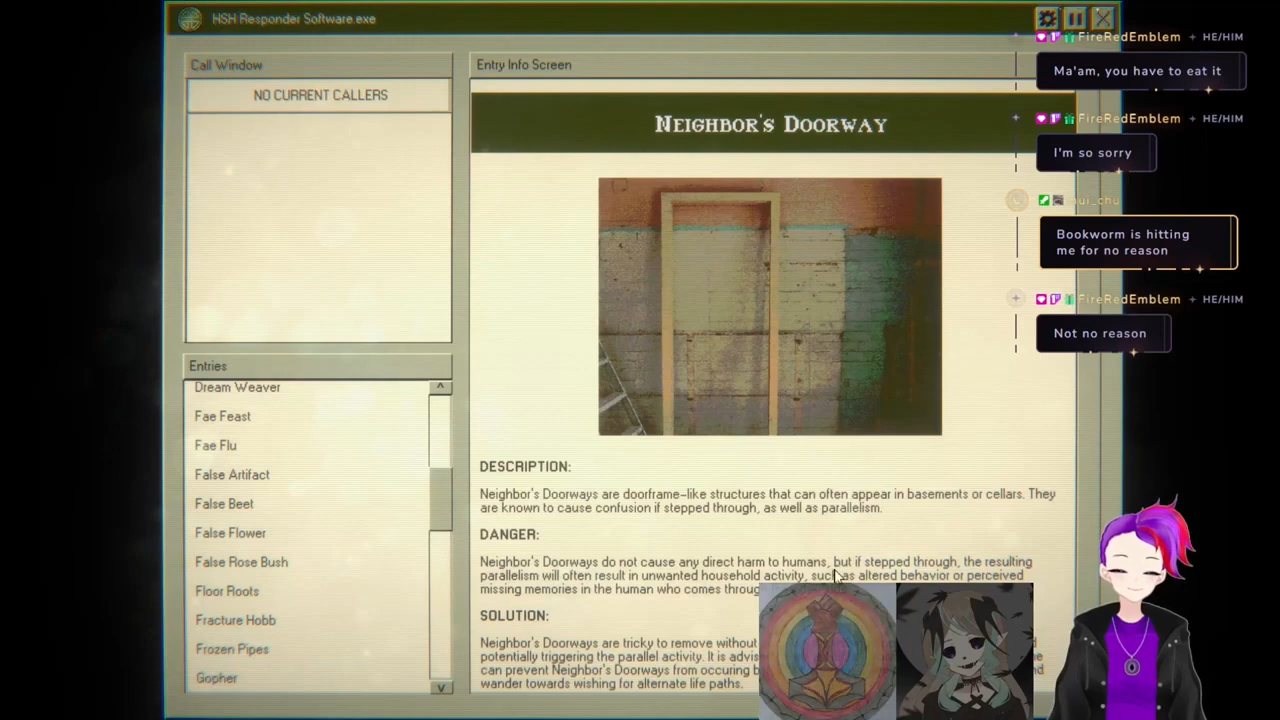 HSH Responder Software.exe
Call Window
NO CURRENT CALLERS
Entries
Dream Weaver
Fae Feast
Fae Flu
False Artifact
False Beet
False Flower
False Rose Bush
Floor Roots
Fracture Hobb
Frozen Pipes
Gopher
Entry Info Screen
Neighbor's Doorway
DESCRIPTION:
Neighbor's Doorways are doorframe-like structures that can often appear in basements or cellars. They
are known to cause confusion if stepped through, as well as parallelism.
DANGER:
Neighbor's Doorways do not cause any direct harm to humans, but if stepped through, the resulting
parallelism will often result in unwanted household activity, such as altered behavior or perceived
missing memories in the human who comes
SOLUTION:
Neighbor's Doorways are tricky to remove without
potentially triggering the parallel activity. It is
can prevent Neighbor's Doorways from occuring
wander towards wishing for alternate life paths.
FireRedEmblem + HE/HIM
Ma'am, you have to eat it
FireRedEmblem + HE/HIM
I'm so sorry
Bookworm is hitting
me for no reason
FireRedEmblem + HE/HIM
Not no reason